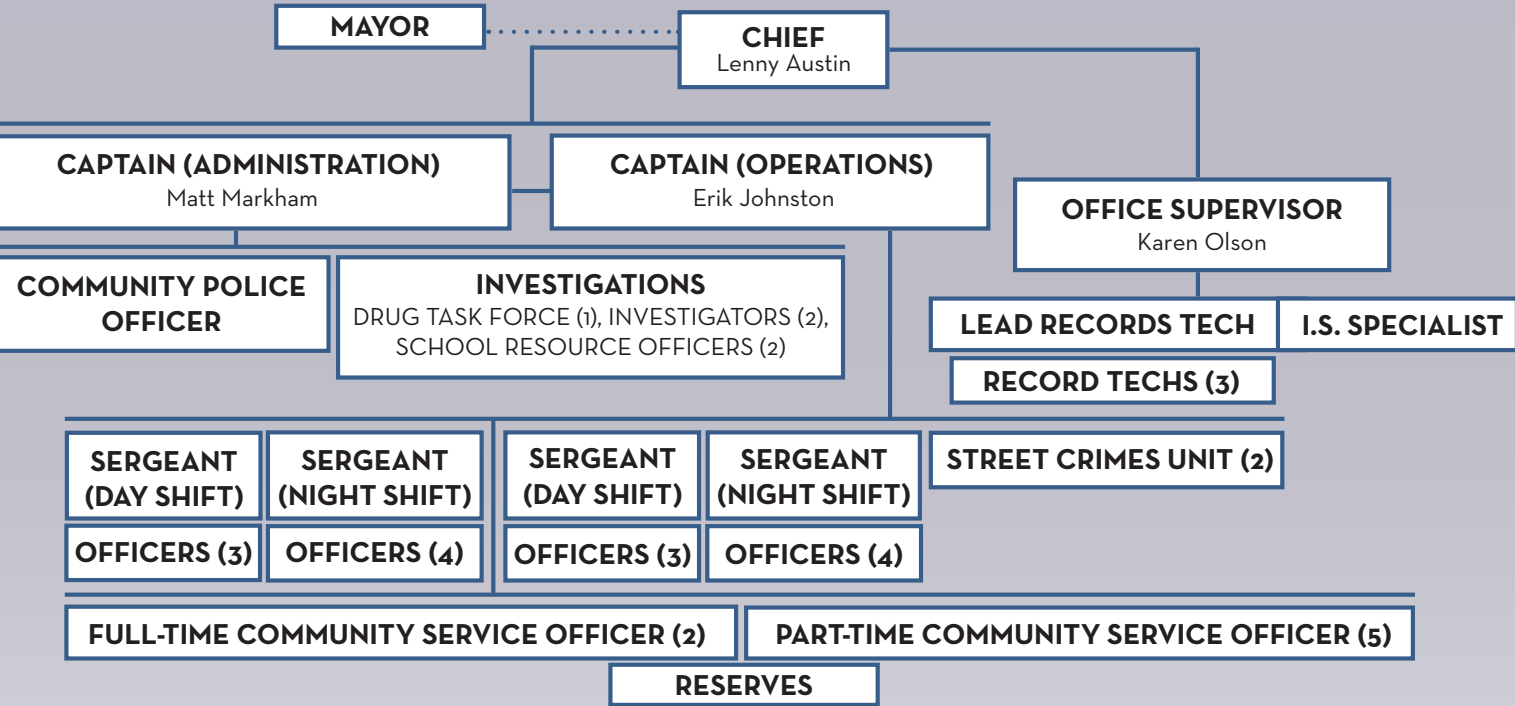 MAYOR
CHIEF
Lenny Austin
CAPTAIN (ADMINISTRATION)
Matt Markham
CAPTAIN (OPERATIONS)
Erik Johnston
OFFICE SUPERVISOR
Karen Olson
COMMUNITY POLICE
OFFICER
INVESTIGATIONS
DRUG TASK FORCE (1), INVESTIGATORS (2),
SCHOOL RESOURCE OFFICERS (2)
LEAD RECORDS TECH
I.S. SPECIALIST
RECORD TECHS (3)
SERGEANT
(DAY SHIFT)
SERGEANT
(NIGHT SHIFT)
SERGEANT
(DAY SHIFT)
SERGEANT
(NIGHT SHIFT)
STREET CRIMES UNIT (2)
OFFICERS (3)
OFFICERS (4)
OFFICERS (3)
OFFICERS (4)
FULL-TIME COMMUNITY SERVICE OFFICER (2)
PART-TIME COMMUNITY SERVICE OFFICER (5)
RESERVES